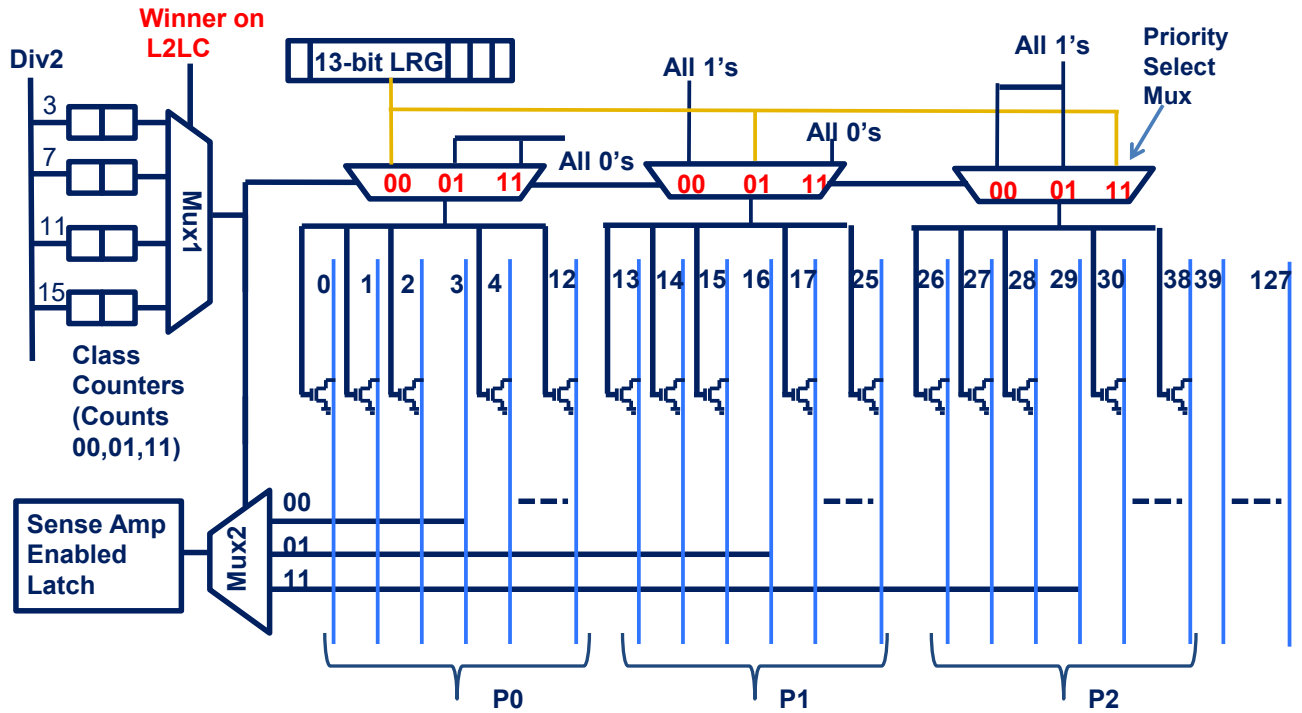 Winner on
L2LC
Div2
3
7
11
15
Mux1
Class
Counters
(Counts
00,01,11)
13-bit LRG
All 1's
All 1's
Priority
Select
Mux
All 0's
All 0's
00 01 11
00 01 11
00 01 11
0 1 2 3 4 12 13 14 15 16 17 25 26 27 28 29 30 38 39 127
Sense Amp
Enabled
Latch
Mux2
00
01
11
P0 P1 P2